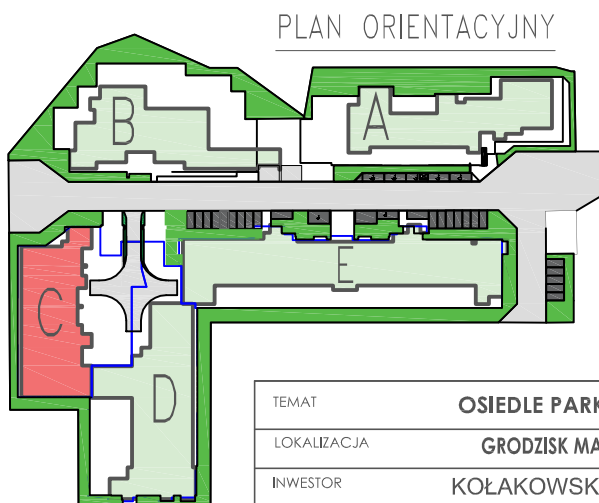 PLAN ORIENTACYJNY
B
A
E
C
D
TEMAT OSIEDLE PARK
LOKALIZACJA GRODZISK MA
INWESTOR KOŁAKOWSK